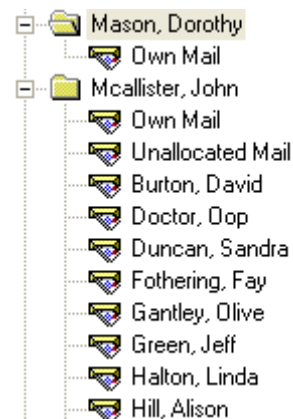 Mason, Dorothy
Own Mail
Mcallister, John
Own Mail
Unallocated Mail
Burton, David
Doctor, Oop
Duncan, Sandra
Fothering, Fay
Gantley, Olive
Green, Jeff
Halton, Linda
Hill, Alison